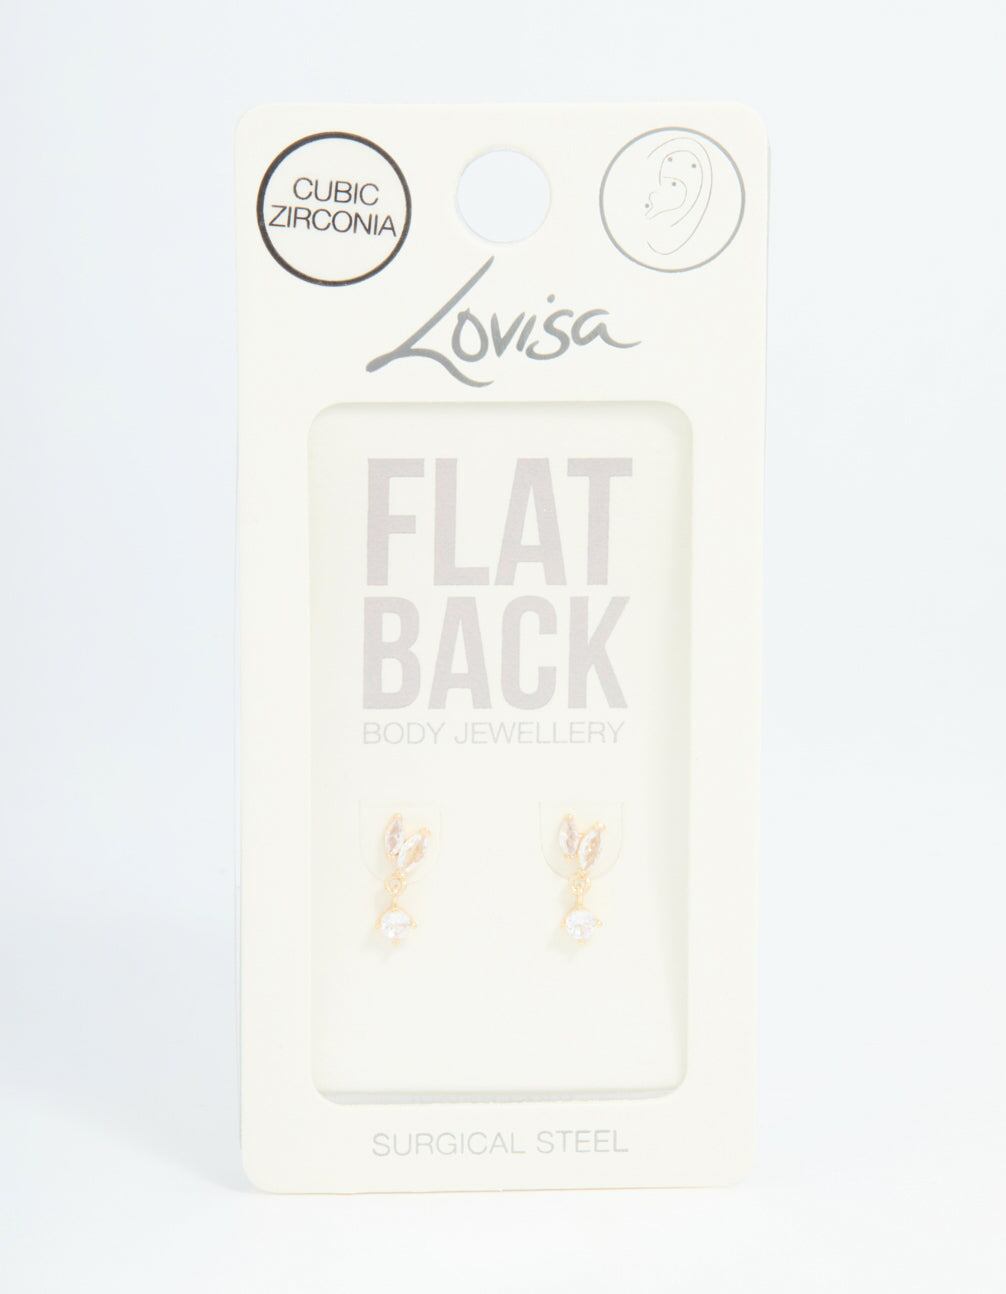 CUBIC
ZIRCONIA
Lovisa
FLAT
BACK
BODY JEWELLERY
SURGICAL STEEL